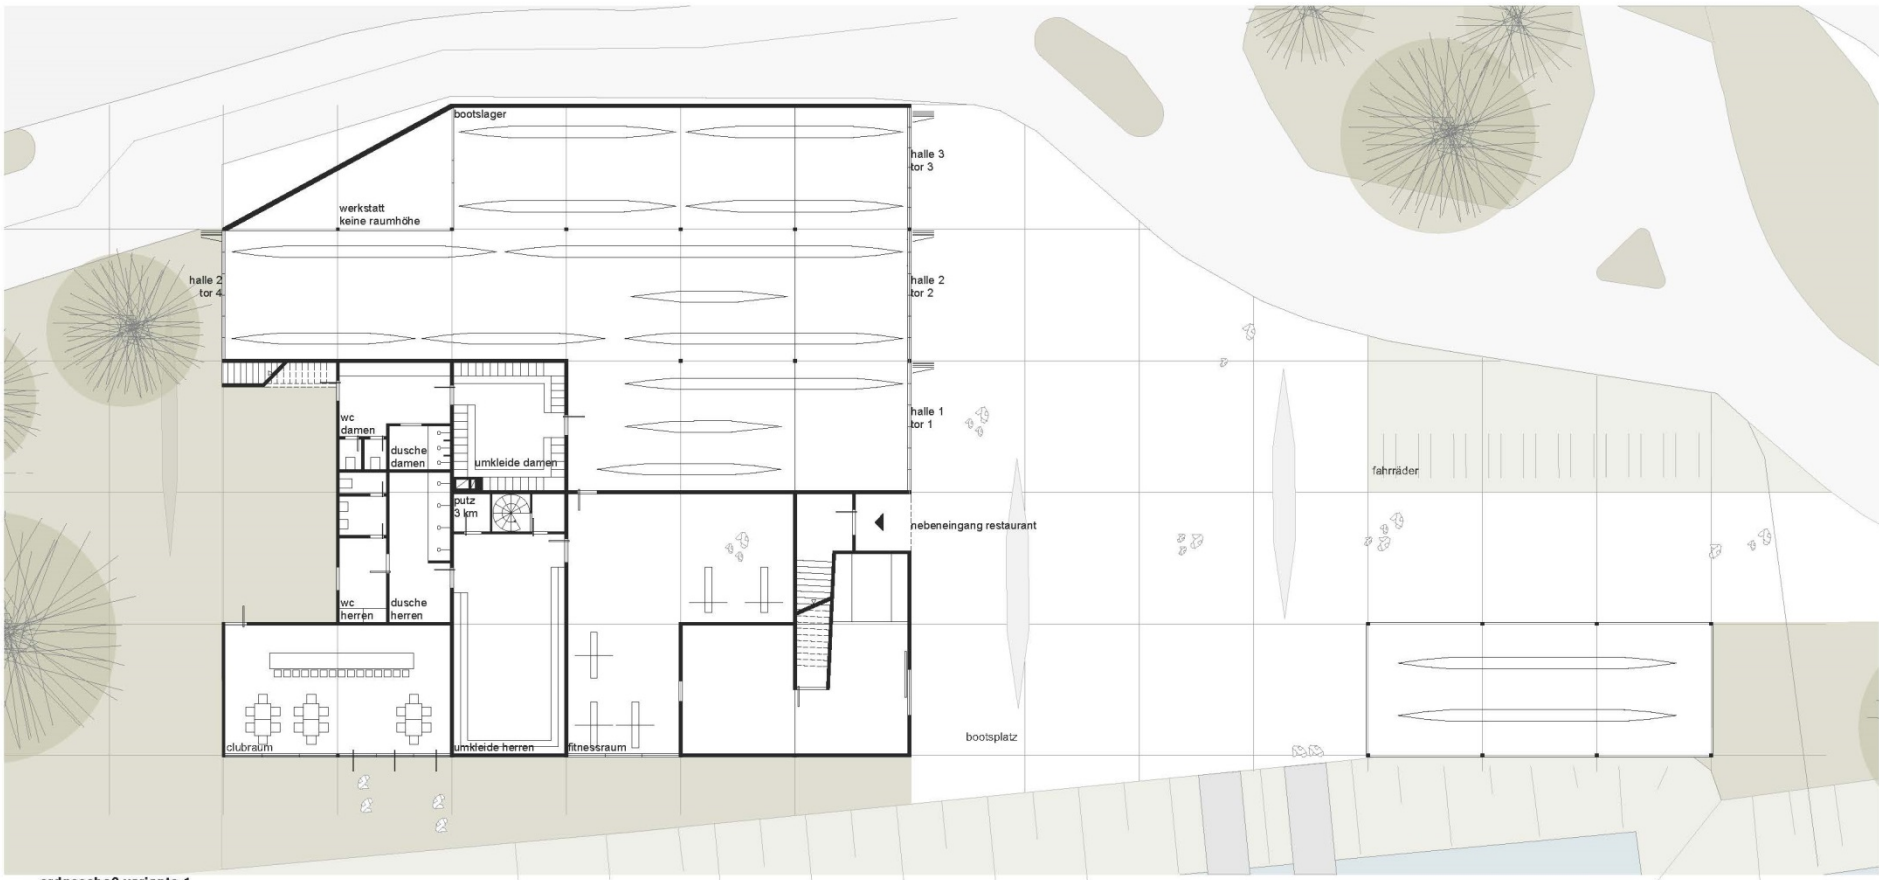 bootslager
halle 3
tor 3
werkstatt
keine raumhöhe
halle 2
tor 4
halle 2
tor 2
halle 1
tor 1
wc
damen
dusche
damen
umkleide damen
fahrräder
putz
3 km
nebeneingang restaurant
wc
herren
dusche
herren
clubraum
umkleide herren
fitnessraum
bootsplatz